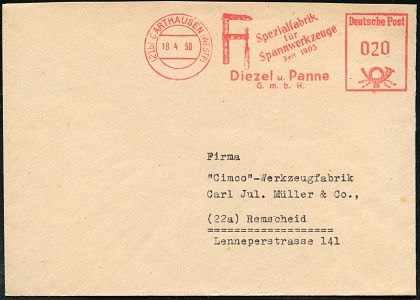 (21b) CARTHAUSEN (WESTF)
18 4 50
Spezialfabrik
für
Spannwerkzeuge
Seit 1903
Diezel u. Panne
G. m. b. H.
Deutsche Post
020
Firma
"Cimco"-Werkzeugfabrik
Carl Jul. Müller & Co.,
(22a) Remscheid
===================
Lenneperstrasse 141